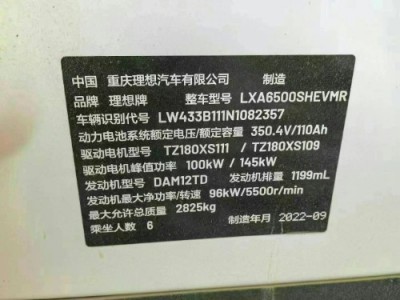 中国 重庆理想汽车有限公司 制造
品牌 理想牌 整车型号 LXA6500SHEVMR
车辆识别代号 LW433B111N1082357
动力电池系统额定电压/额定容量 350.4V/110Ah
驱动电机型号 TZ180XS111 / TZ180XS109
驱动电机峰值功率 100kW / 145kW
发动机型号 DAM12TD 发动机排量 1199mL
发动机最大净功率/转速 96kW/5500r/min
最大允许总质量 2825kg
乘坐人数 6 制造年月 2022-09